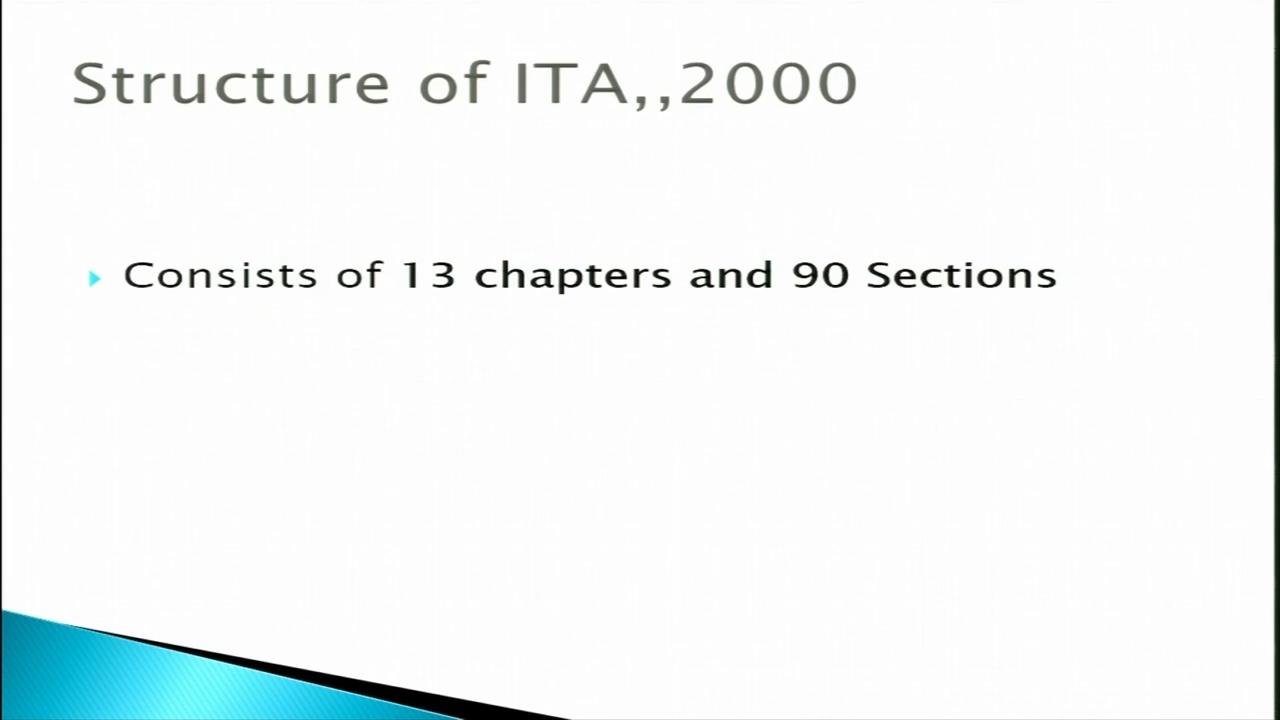 Structure of ITA,,2000
Consists of 13 chapters and 90 Sections